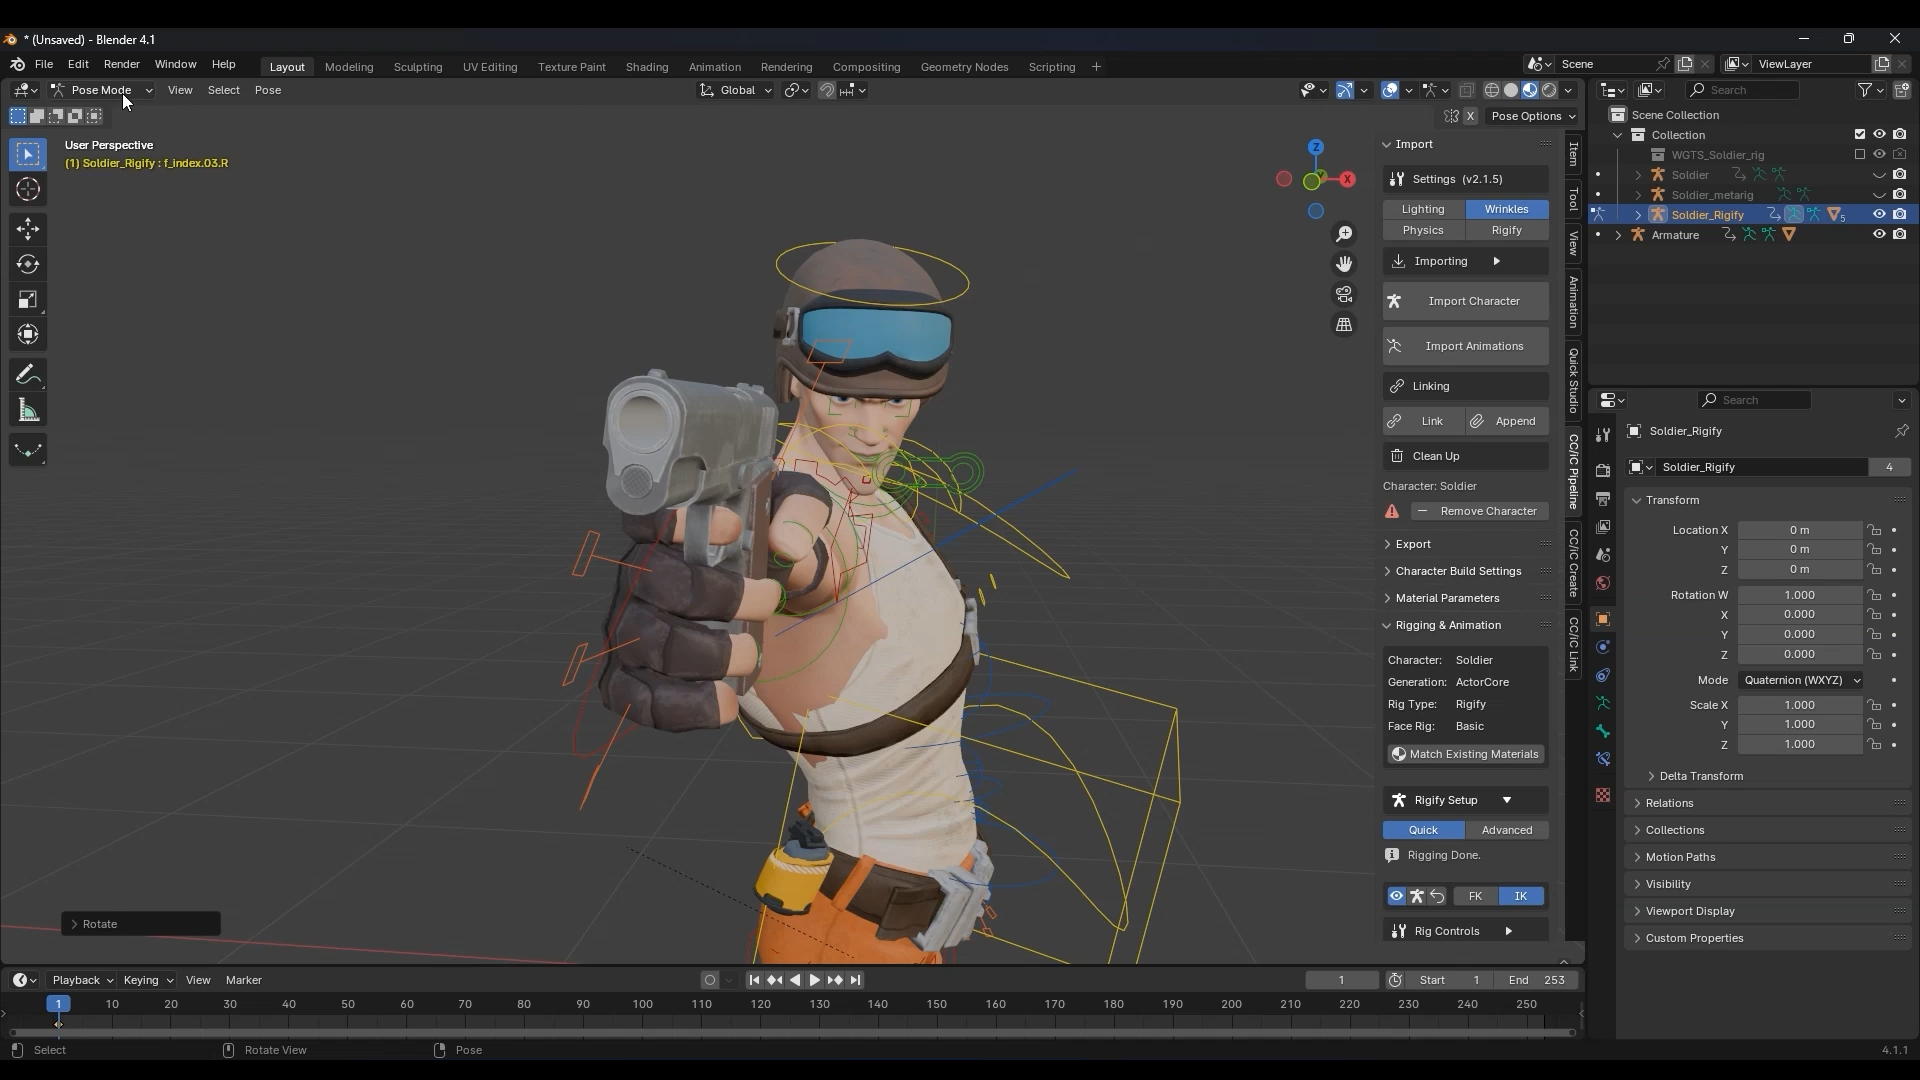 * (Unsaved) - Blender 4.1
File Edit Render Window Help Layout Modeling Sculpting UV Editing Texture Paint Shading Animation Rendering Compositing Geometry Nodes Scripting + Scene ViewLayer
Pose Mode View Select Pose Global Search
X Pose Options
Scene Collection
Collection
WGTS_Soldier_rig
Soldier
Soldier_metarig
Soldier_Rigify 5
Armature
User Perspective
(1) Soldier_Rigify : f_index.03.R
Z
X
Import
Settings (v2.1.5)
Lighting Wrinkles
Physics Rigify
Importing
Import Character
Import Animations
Linking
Link Append
Clean Up
Character: Soldier
Remove Character
Export
Character Build Settings
Material Parameters
Rigging & Animation
Character: Soldier
Generation: ActorCore
Rig Type: Rigify
Face Rig: Basic
Match Existing Materials
Rigify Setup
Quick Advanced
Rigging Done.
FK IK
Rig Controls
Item
Tool
View
Animation
Quick Studio
CC/iC Pipeline
CC/iC Create
CC/iC Link
Search
Soldier_Rigify
Soldier_Rigify 4
Transform
Location X 0 m
Y 0 m
Z 0 m
Rotation W 1.000
X 0.000
Y 0.000
Z 0.000
Mode Quaternion (WXYZ)
Scale X 1.000
Y 1.000
Z 1.000
Delta Transform
Relations
Collections
Motion Paths
Visibility
Viewport Display
Custom Properties
Rotate
Playback Keying View Marker 1 Start 1 End 253
1 10 20 30 40 50 60 70 80 90 100 110 120 130 140 150 160 170 180 190 200 210 220 230 240 250
Select Rotate View Pose 4.1.1